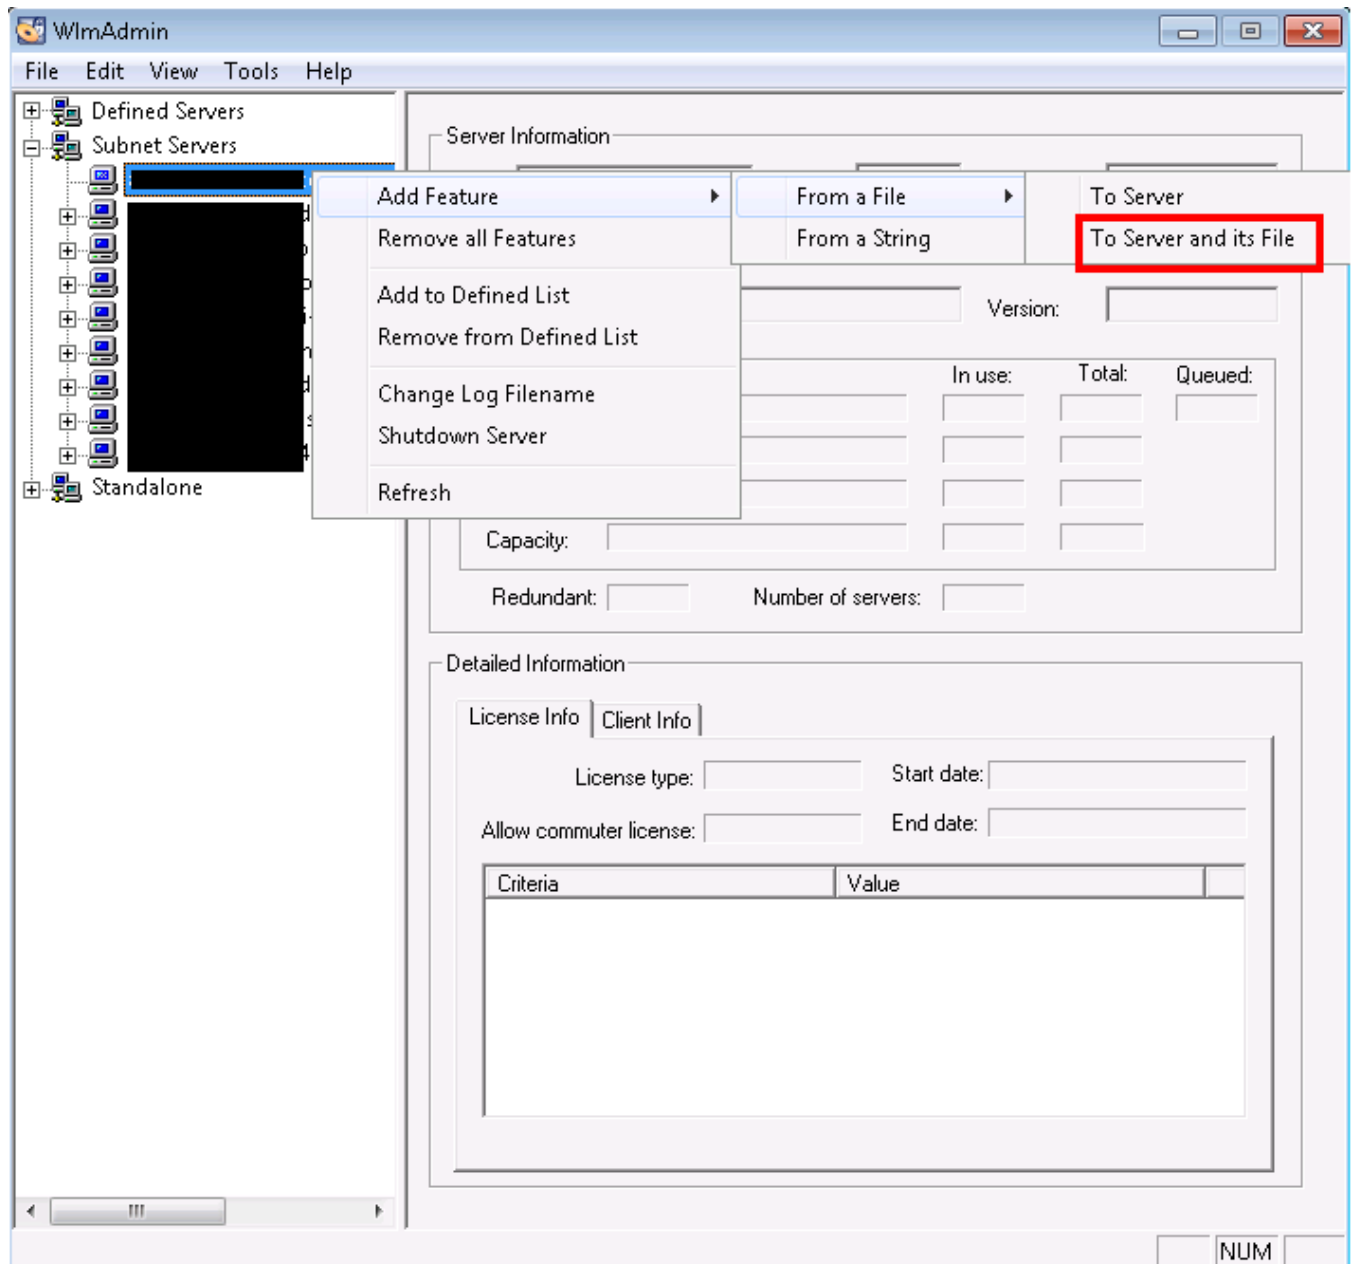 WlmAdmin
File Edit View Tools Help
Defined Servers
Subnet Servers
Standalone
Add Feature
Remove all Features
Add to Defined List
Remove from Defined List
Change Log Filename
Shutdown Server
Refresh
From a File
From a String
To Server
To Server and its File
Server Information
Version:
In use: Total: Queued:
Capacity:
Redundant: Number of servers:
Detailed Information
License Info Client Info
License type: Start date:
Allow commuter license: End date:
Criteria Value
NUM